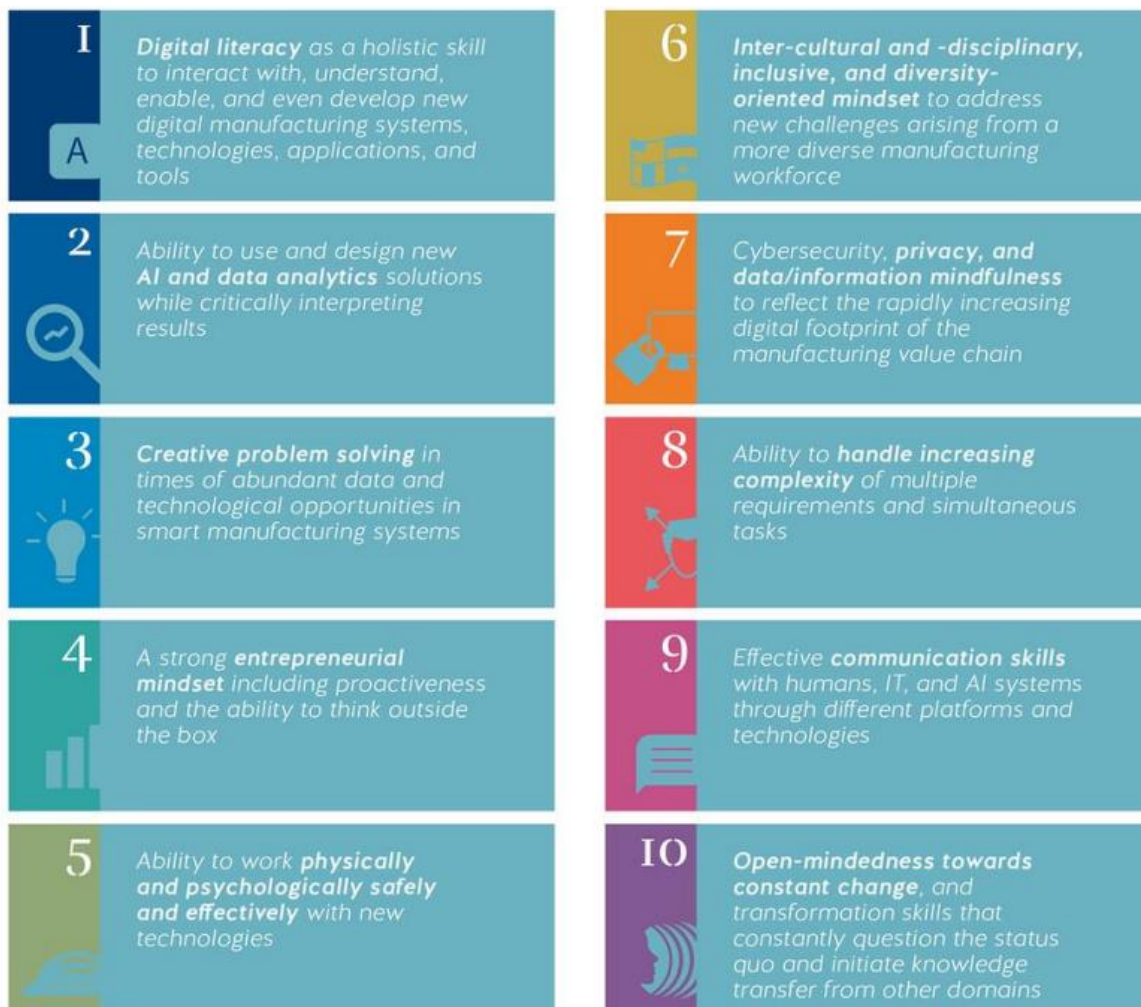 1
Digital literacy as a holistic skill
to interact with, understand,
enable, and even develop new
digital manufacturing systems,
technologies, applications, and
tools
A
2
Ability to use and design new
AI and data analytics solutions
while critically interpreting
results
3
Creative problem solving in
times of abundant data and
technological opportunities in
smart manufacturing systems
4
A strong entrepreneurial
mindset including proactiveness
and the ability to think outside
the box
5
Ability to work physically
and psychologically safely
and effectively with new
technologies
6
Inter-cultural and -disciplinary,
inclusive, and diversity-
oriented mindset to address
new challenges arising from a
more diverse manufacturing
workforce
7
Cybersecurity, privacy, and
data/information mindfulness
to reflect the rapidly increasing
digital footprint of the
manufacturing value chain
8
Ability to handle increasing
complexity of multiple
requirements and simultaneous
tasks
9
Effective communication skills
with humans, IT, and AI systems
through different platforms and
technologies
10
Open-mindedness towards
constant change, and
transformation skills that
constantly question the status
quo and initiate knowledge
transfer from other domains